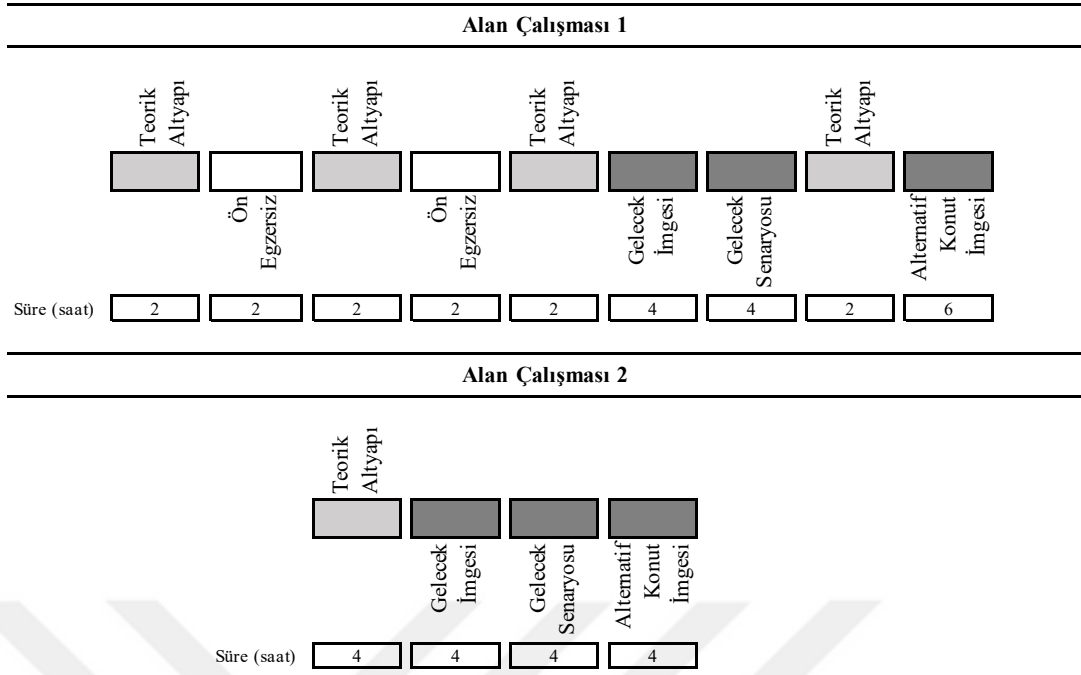 Alan Çalışması 1
Teorik
Altyapı
Teorik
Altyapı
Teorik
Altyapı
Teorik
Altyapı
Ön
Egzersiz
Ön
Egzersiz
Gelecek
İmgesi
Gelecek
Senaryosu
Alternatif
Konut
İmgesi
Süre (saat) 2 2 2 2 2 4 4 2 6
Alan Çalışması 2
Teorik
Altyapı
Gelecek
İmgesi
Gelecek
Senaryosu
Alternatif
Konut
İmgesi
Süre (saat) 4 4 4 4